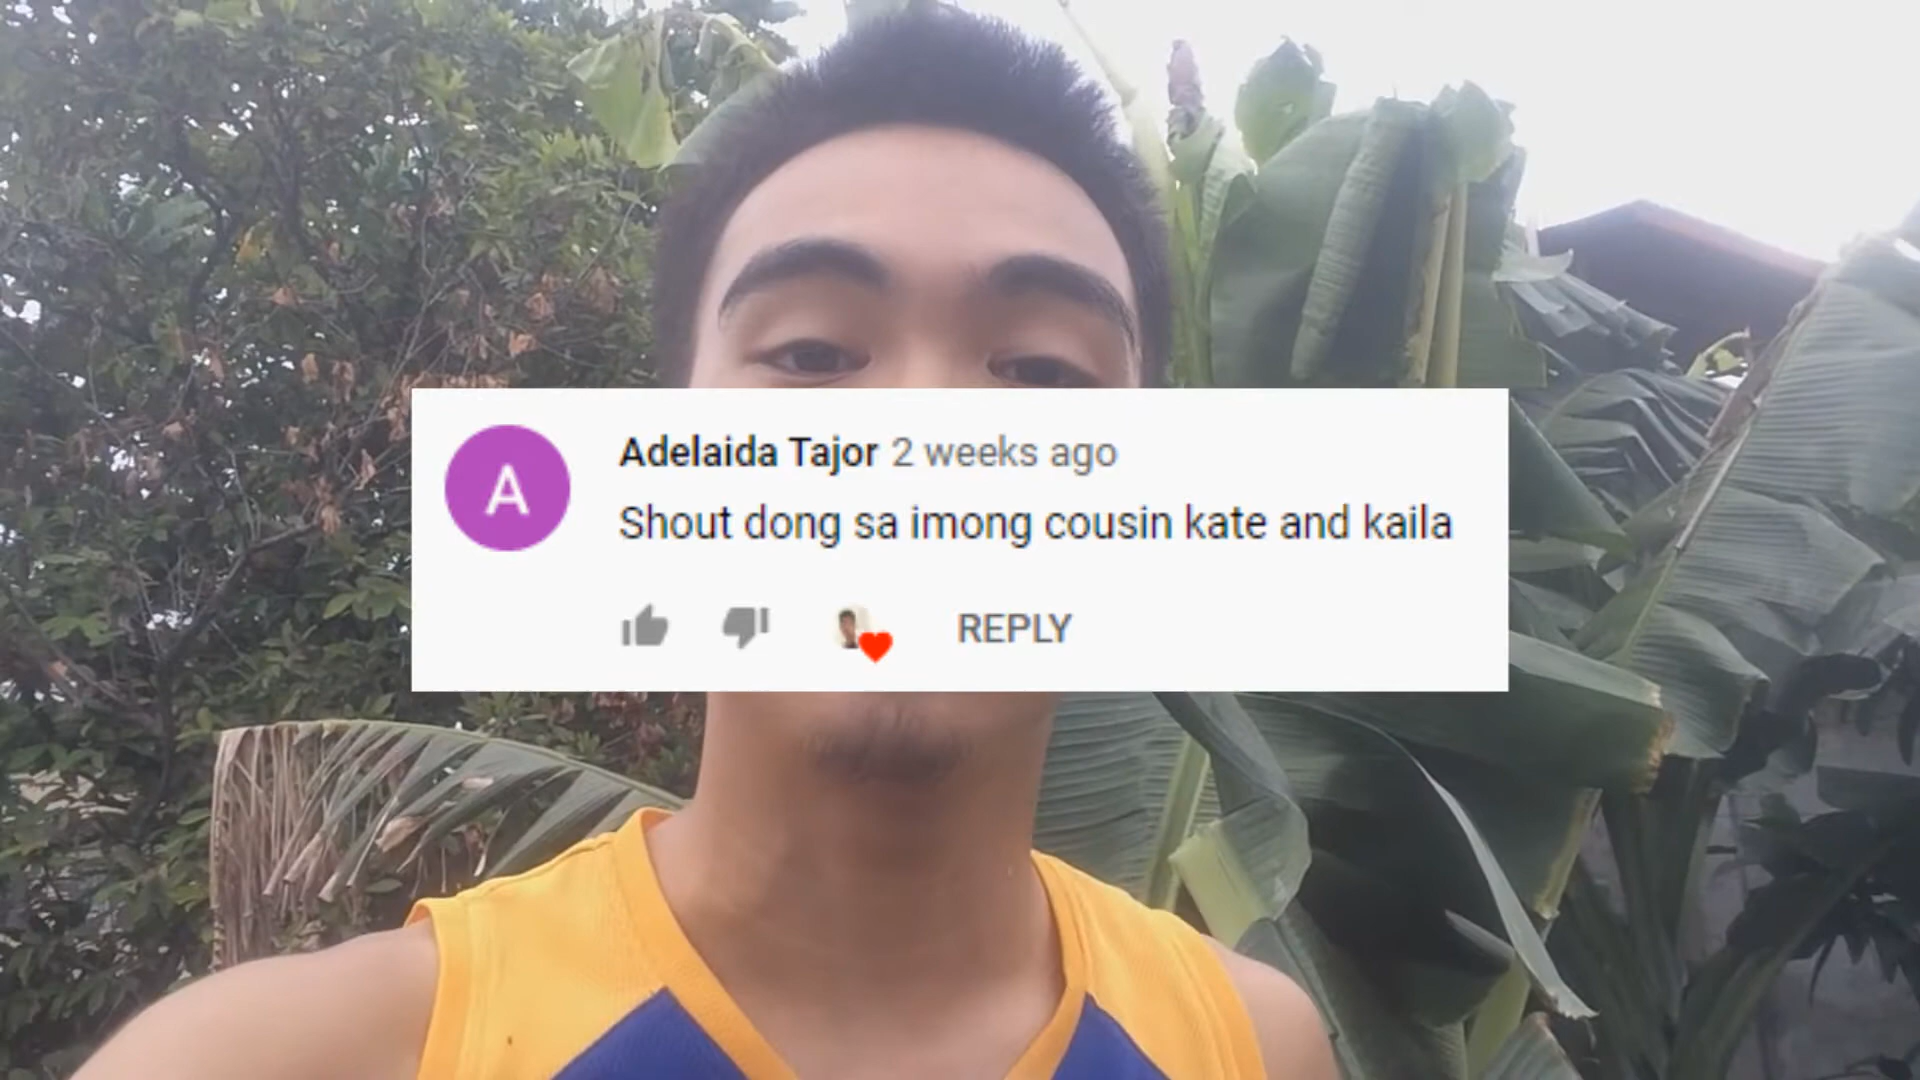 A
Adelaida Tajor 2 weeks ago
Shout dong sa imong cousin kate and kaila
REPLY